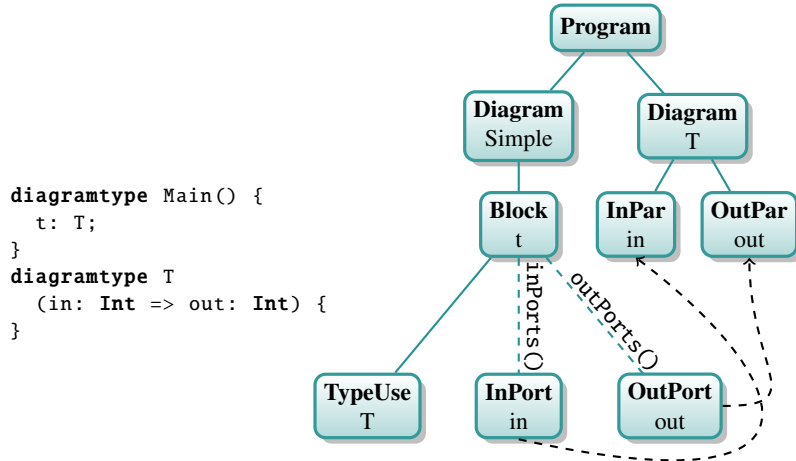 diagramtype Main() {
  t: T;
}
diagramtype T
  (in: Int => out: Int) {
}
Program
Diagram
Simple
Diagram
T
Block
t
InPar
in
OutPar
out
inPorts()
outPorts()
TypeUse
T
InPort
in
OutPort
out